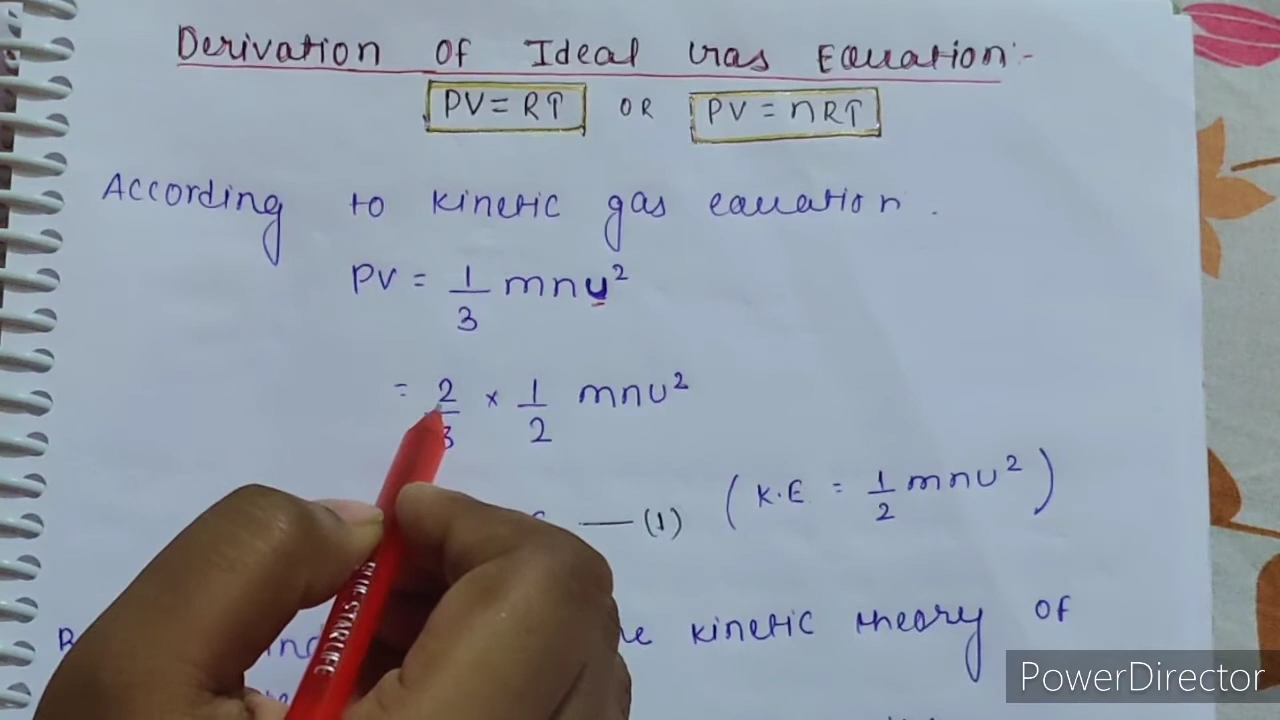 Derivation Of Ideal Gas Equation:-
PV = RT OR PV = nRT
According to kinetic gas equation.
PV = 1/3 mnu²
= 2/3 × 1/2 mnu²
— (1) (K.E = 1/2 mnu²)
kinetic theory of
STARLIFE
PowerDirector